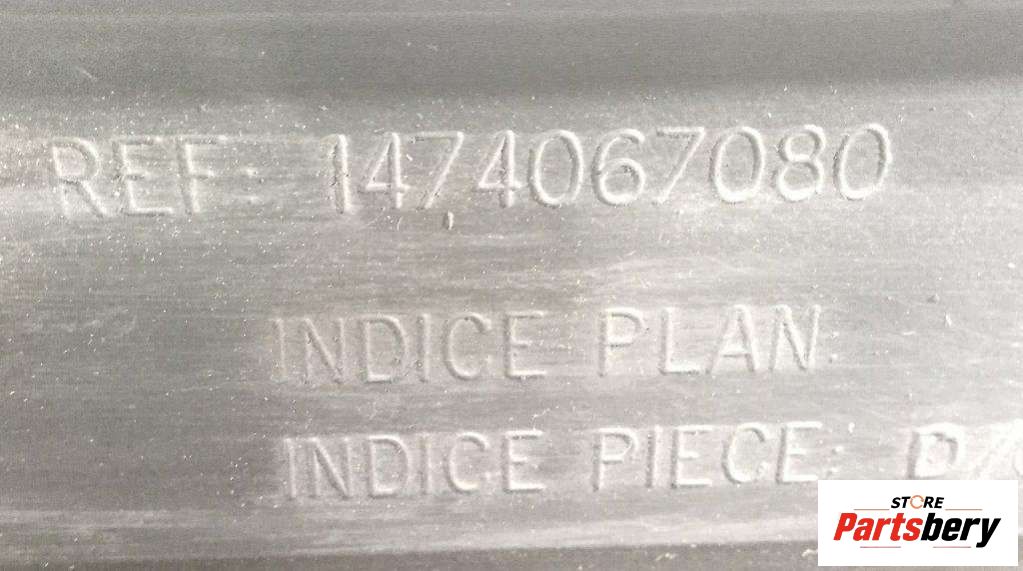 REF: 1474067080
INDICE PLAN:
INDICE PIECE: D
STORE
Partsbery